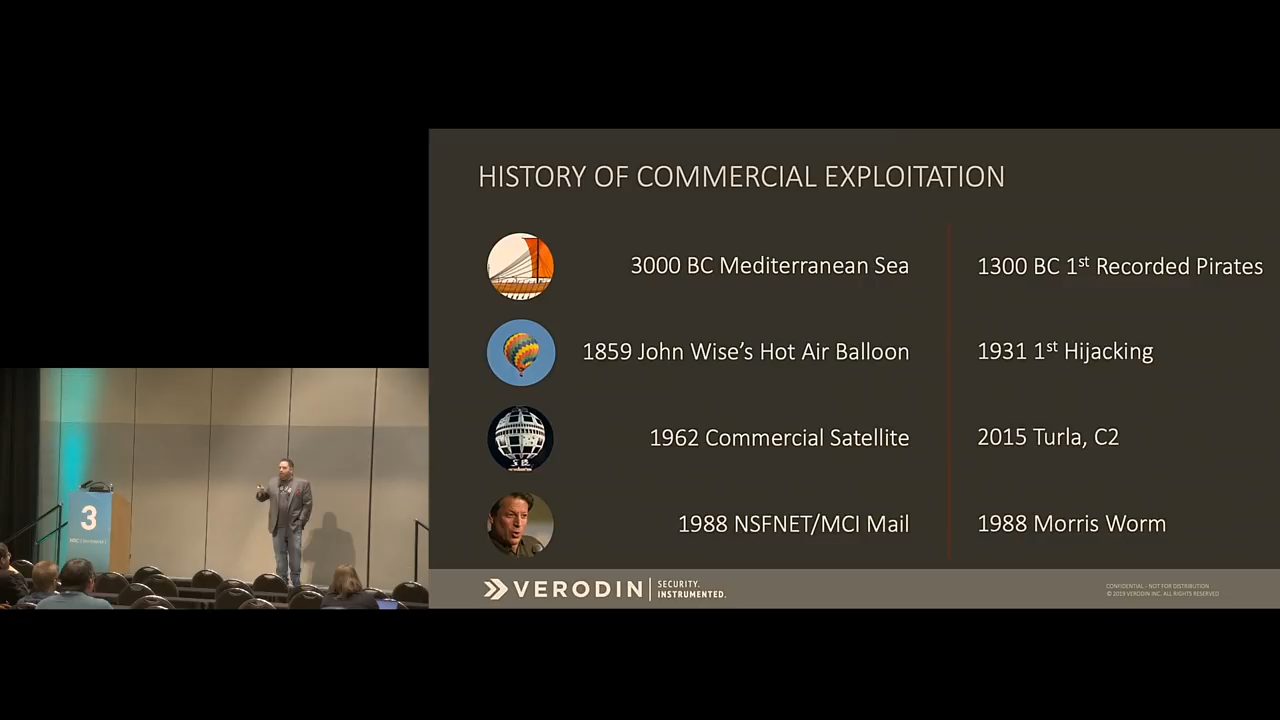 HISTORY OF COMMERCIAL EXPLOITATION
3000 BC Mediterranean Sea
1300 BC 1st Recorded Pirates
1859 John Wise’s Hot Air Balloon
1931 1st Hijacking
1962 Commercial Satellite
2015 Turla, C2
1988 NSFNET/MCI Mail
1988 Morris Worm
VERODIN
SECURITY.
INSTRUMENTED.
CONFIDENTIAL - NOT FOR DISTRIBUTION
© 2019 VERODIN INC. ALL RIGHTS RESERVED
3